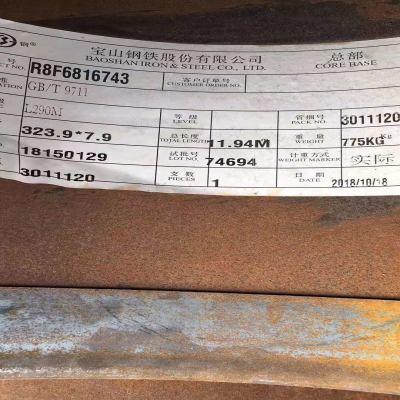 钢® 宝山钢铁股份有限公司 总部
BAOSHAN IRON & STEEL CO., LTD. CORE BASE
R8F6816743 客户订单号
CUSTOMER ORDER NO.
GB/T 9711
L290M 等级 管捆号 3011120
LEVEL PACK NO.
323.9*7.9 总长度 11.94M 重量 775KG
TOTAL LENGTH WEIGHT
18150129 试批号 74694 计重方式 实际
LOT NO. WEIGHT MARKER
3011120 支数 1 日期 2018/10/18
PIECES DATE